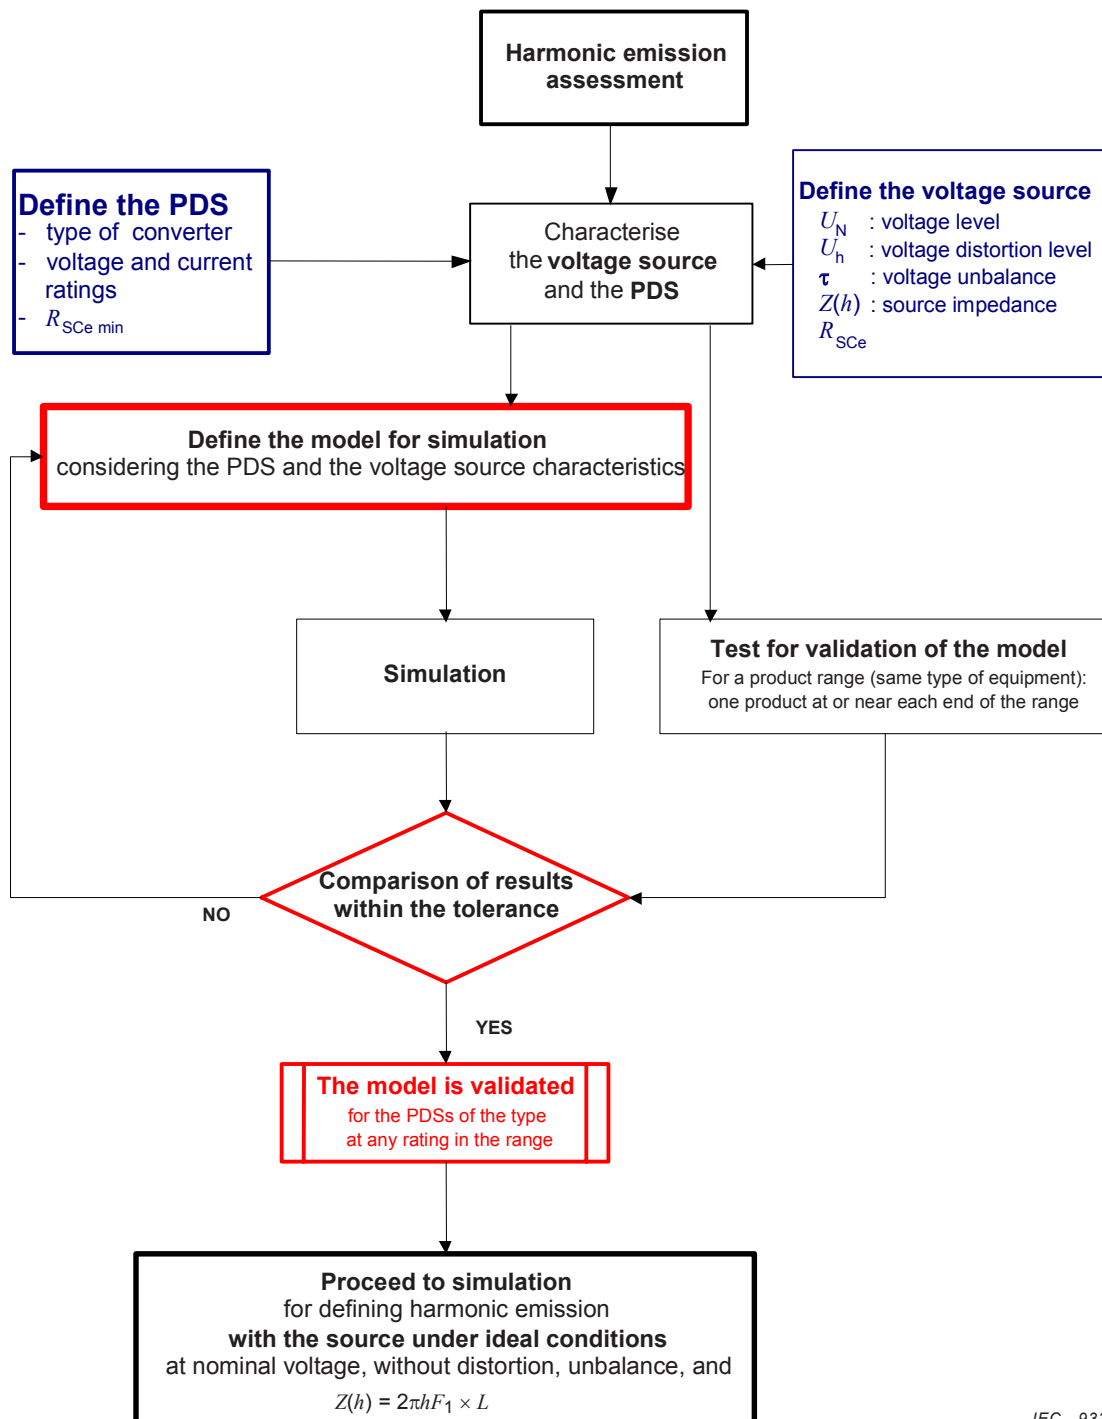 Harmonic emission
assessment
Define the PDS
- type of converter
- voltage and current
ratings
- R SCe min
Characterise
the voltage source
and the PDS
Define the voltage source
U N : voltage level
U h : voltage distortion level
τ : voltage unbalance
Z(h) : source impedance
R SCe
Define the model for simulation
considering the PDS and the voltage source characteristics
Simulation
Test for validation of the model
For a product range (same type of equipment):
one product at or near each end of the range
Comparison of results
within the tolerance
NO
YES
The model is validated
for the PDSs of the type
at any rating in the range
Proceed to simulation
for defining harmonic emission
with the source under ideal conditions
at nominal voltage, without distortion, unbalance, and
Z(h) = 2πhF1 × L